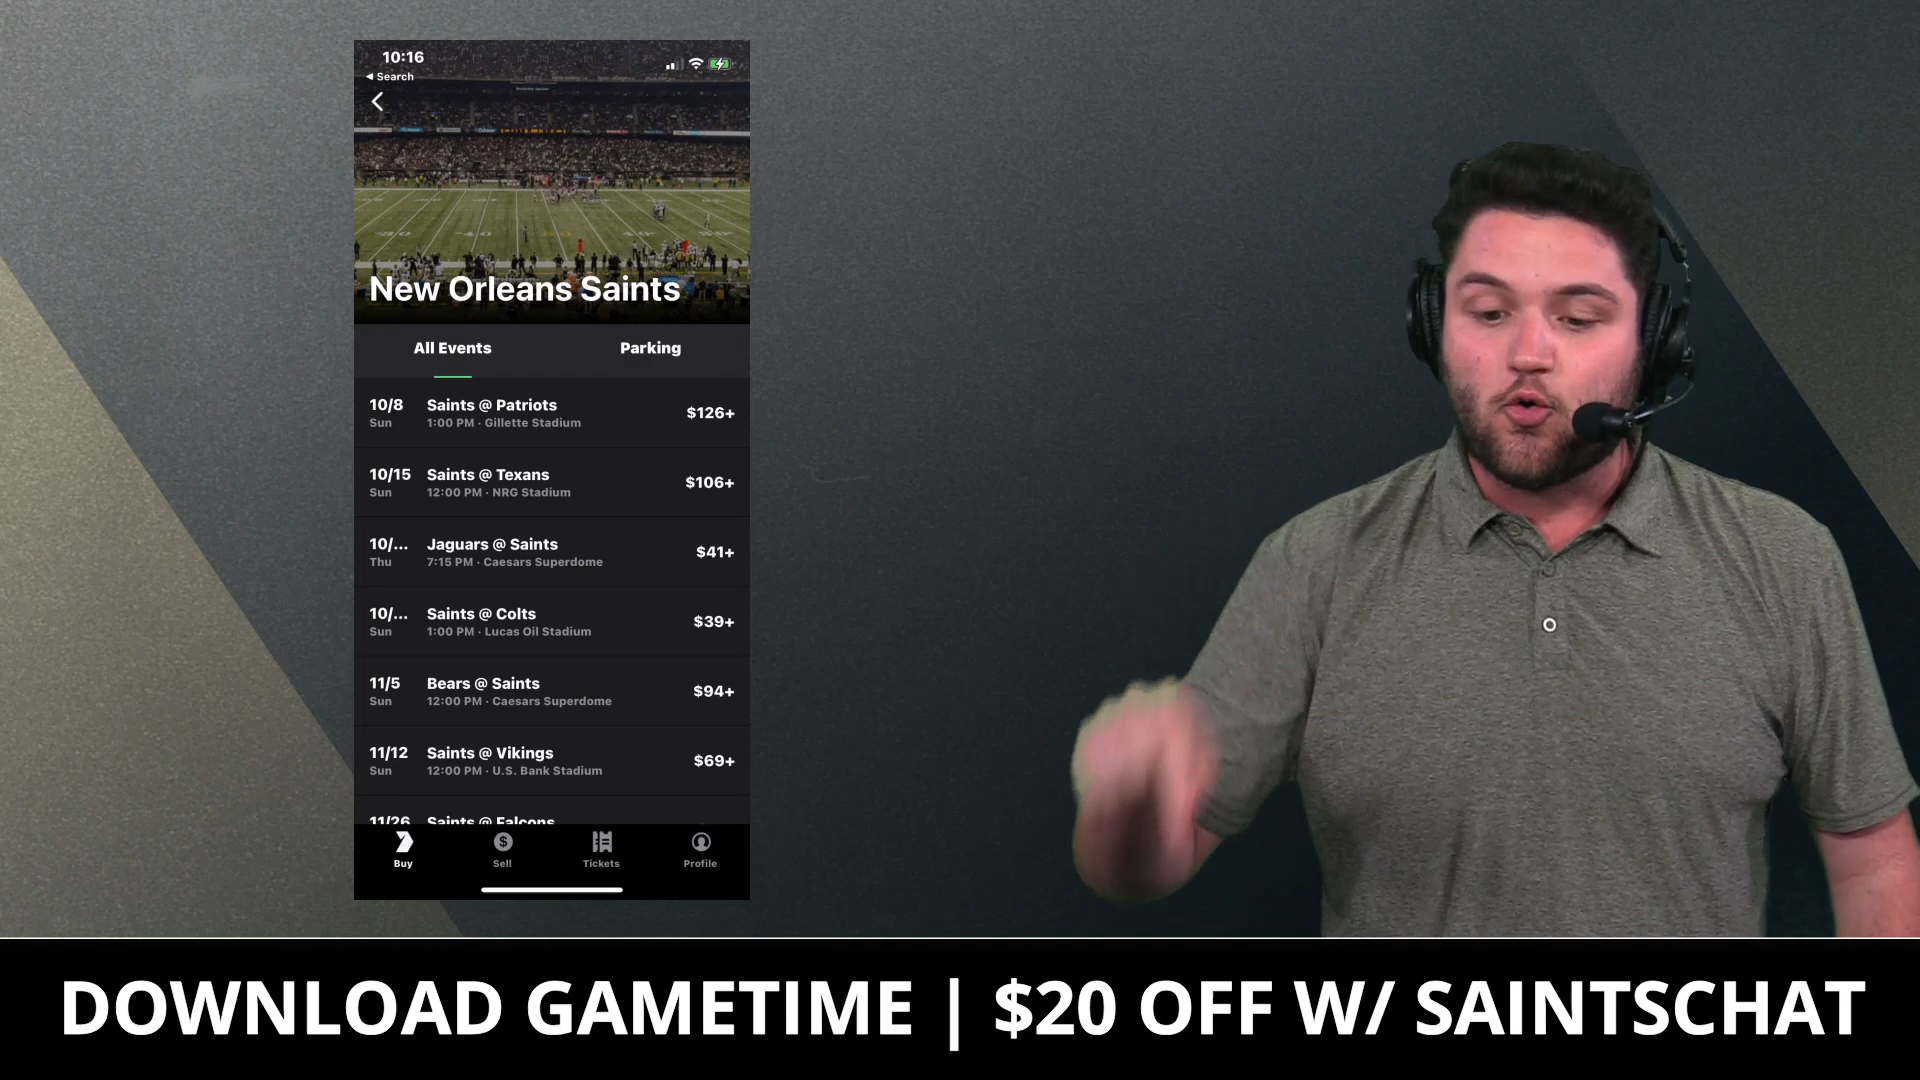 10:16
◀ Search
New Orleans Saints
All Events
Parking
10/8
Saints @ Patriots
$126+
Sun
1:00 PM · Gillette Stadium
10/15
Saints @ Texans
$106+
Sun
12:00 PM · NRG Stadium
10/...
Jaguars @ Saints
$41+
Thu
7:15 PM · Caesars Superdome
10/...
Saints @ Colts
$39+
Sun
1:00 PM · Lucas Oil Stadium
11/5
Bears @ Saints
$94+
Sun
12:00 PM · Caesars Superdome
11/12
Saints @ Vikings
$69+
Sun
12:00 PM · U.S. Bank Stadium
11/26
Saints @ Falcons
Buy
Sell
Tickets
Profile
DOWNLOAD GAMETIME | $20 OFF W/ SAINTSCHAT